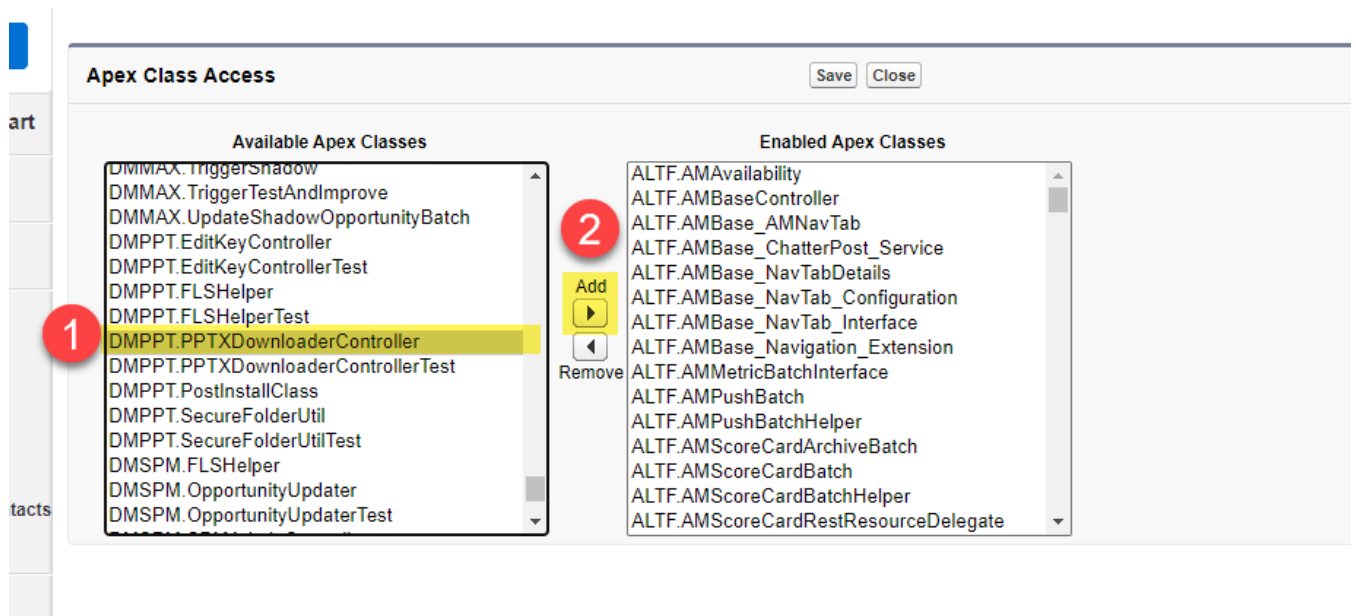 art
tacts
Apex Class Access
Save Close
Available Apex Classes
DMMAX.TriggerShadow
DMMAX.TriggerTestAndImprove
DMMAX.UpdateShadowOpportunityBatch
DMPPT.EditKeyController
DMPPT.EditKeyControllerTest
DMPPT.FLSHelper
DMPPT.FLSHelperTest
1
DMPPT.PPTXDownloaderController
DMPPT.PPTXDownloaderControllerTest
DMPPT.PostInstallClass
DMPPT.SecureFolderUtil
DMPPT.SecureFolderUtilTest
DMSPM.FLSHelper
DMSPM.OpportunityUpdater
DMSPM.OpportunityUpdaterTest
2
Add
Remove
Enabled Apex Classes
ALTF.AMAvailability
ALTF.AMBaseController
ALTF.AMBase_AMNavTab
ALTF.AMBase_ChatterPost_Service
ALTF.AMBase_NavTabDetails
ALTF.AMBase_NavTab_Configuration
ALTF.AMBase_NavTab_Interface
ALTF.AMBase_Navigation_Extension
ALTF.AMMetricBatchInterface
ALTF.AMPushBatch
ALTF.AMPushBatchHelper
ALTF.AMScoreCardArchiveBatch
ALTF.AMScoreCardBatch
ALTF.AMScoreCardBatchHelper
ALTF.AMScoreCardRestResourceDelegate